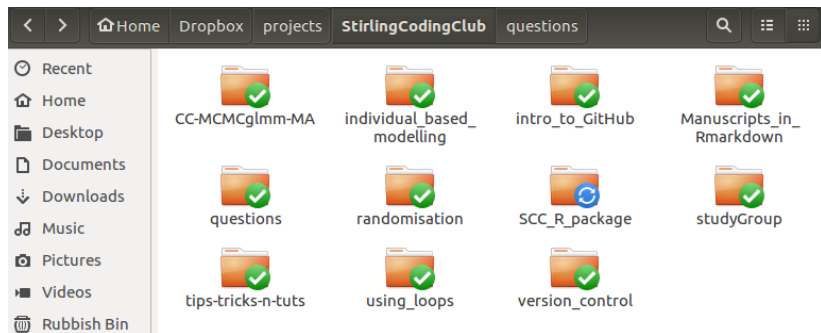 Home Dropbox projects StirlingCodingClub questions
Recent
Home
Desktop
Documents
Downloads
Music
Pictures
Videos
Rubbish Bin
CC-MCMCglmm-MA individual_based_ intro_to_GitHub Manuscripts_in_
modelling Rmarkdown
questions randomisation SCC_R_package studyGroup
tips-tricks-n-tuts using_loops version_control